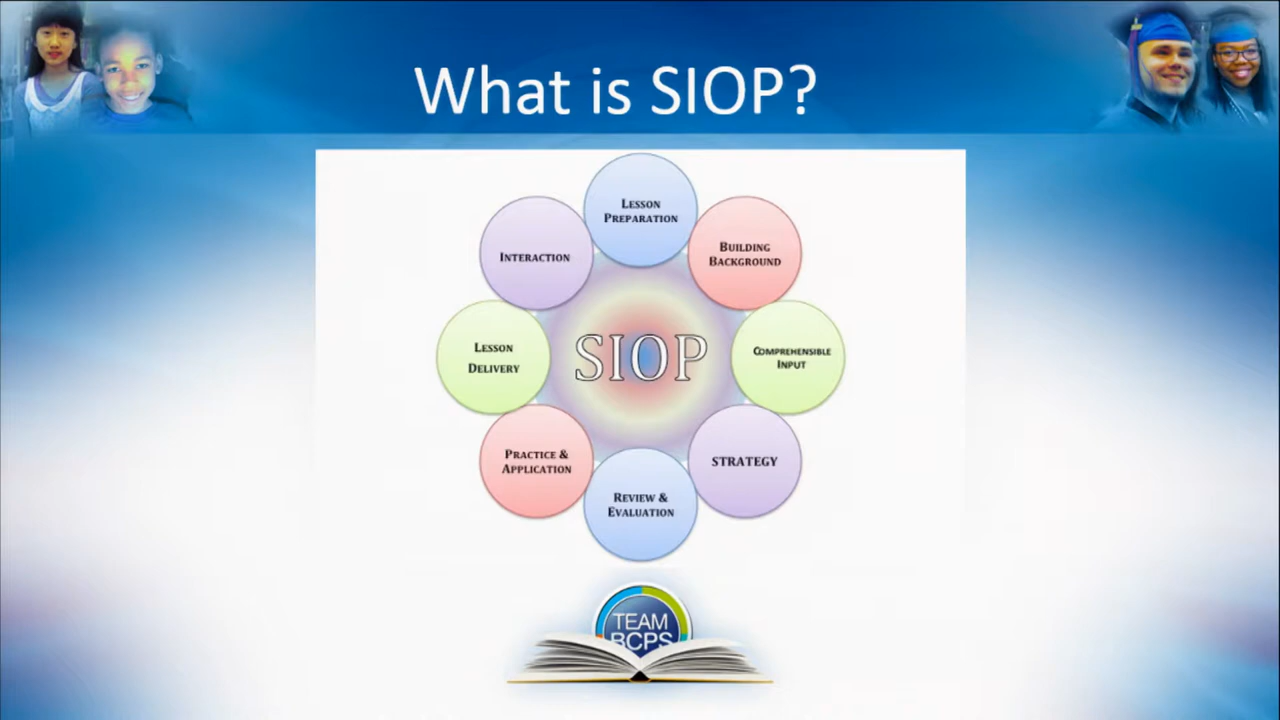 What is SIOP?
LESSON
PREPARATION
BUILDING
BACKGROUND
COMPREHENSIBLE
INPUT
STRATEGY
REVIEW &
EVALUATION
PRACTICE &
APPLICATION
LESSON
DELIVERY
INTERACTION
SIOP
TEAM
BCPS